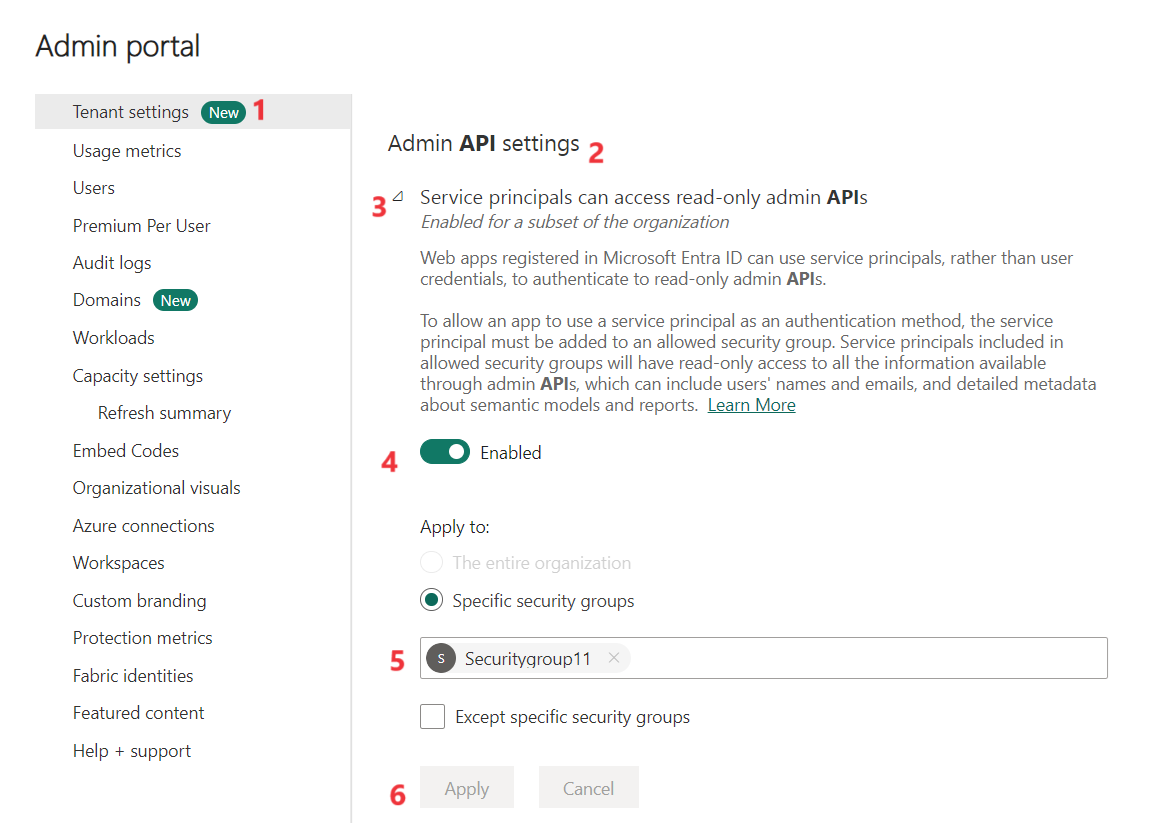 Admin portal
Tenant settings New 1
Usage metrics
Users
Premium Per User
Audit logs
Domains New
Workloads
Capacity settings
Refresh summary
Embed Codes
Organizational visuals
Azure connections
Workspaces
Custom branding
Protection metrics
Fabric identities
Featured content
Help + support
Admin API settings 2
3 Service principals can access read-only admin APIs
Enabled for a subset of the organization
Web apps registered in Microsoft Entra ID can use service principals, rather than user
credentials, to authenticate to read-only admin APIs.
To allow an app to use a service principal as an authentication method, the service
principal must be added to an allowed security group. Service principals included in
allowed security groups will have read-only access to all the information available
through admin APIs, which can include users' names and emails, and detailed metadata
about semantic models and reports. Learn More
4 Enabled
Apply to:
The entire organization
Specific security groups
5 S Securitygroup11
Except specific security groups
6 Apply Cancel